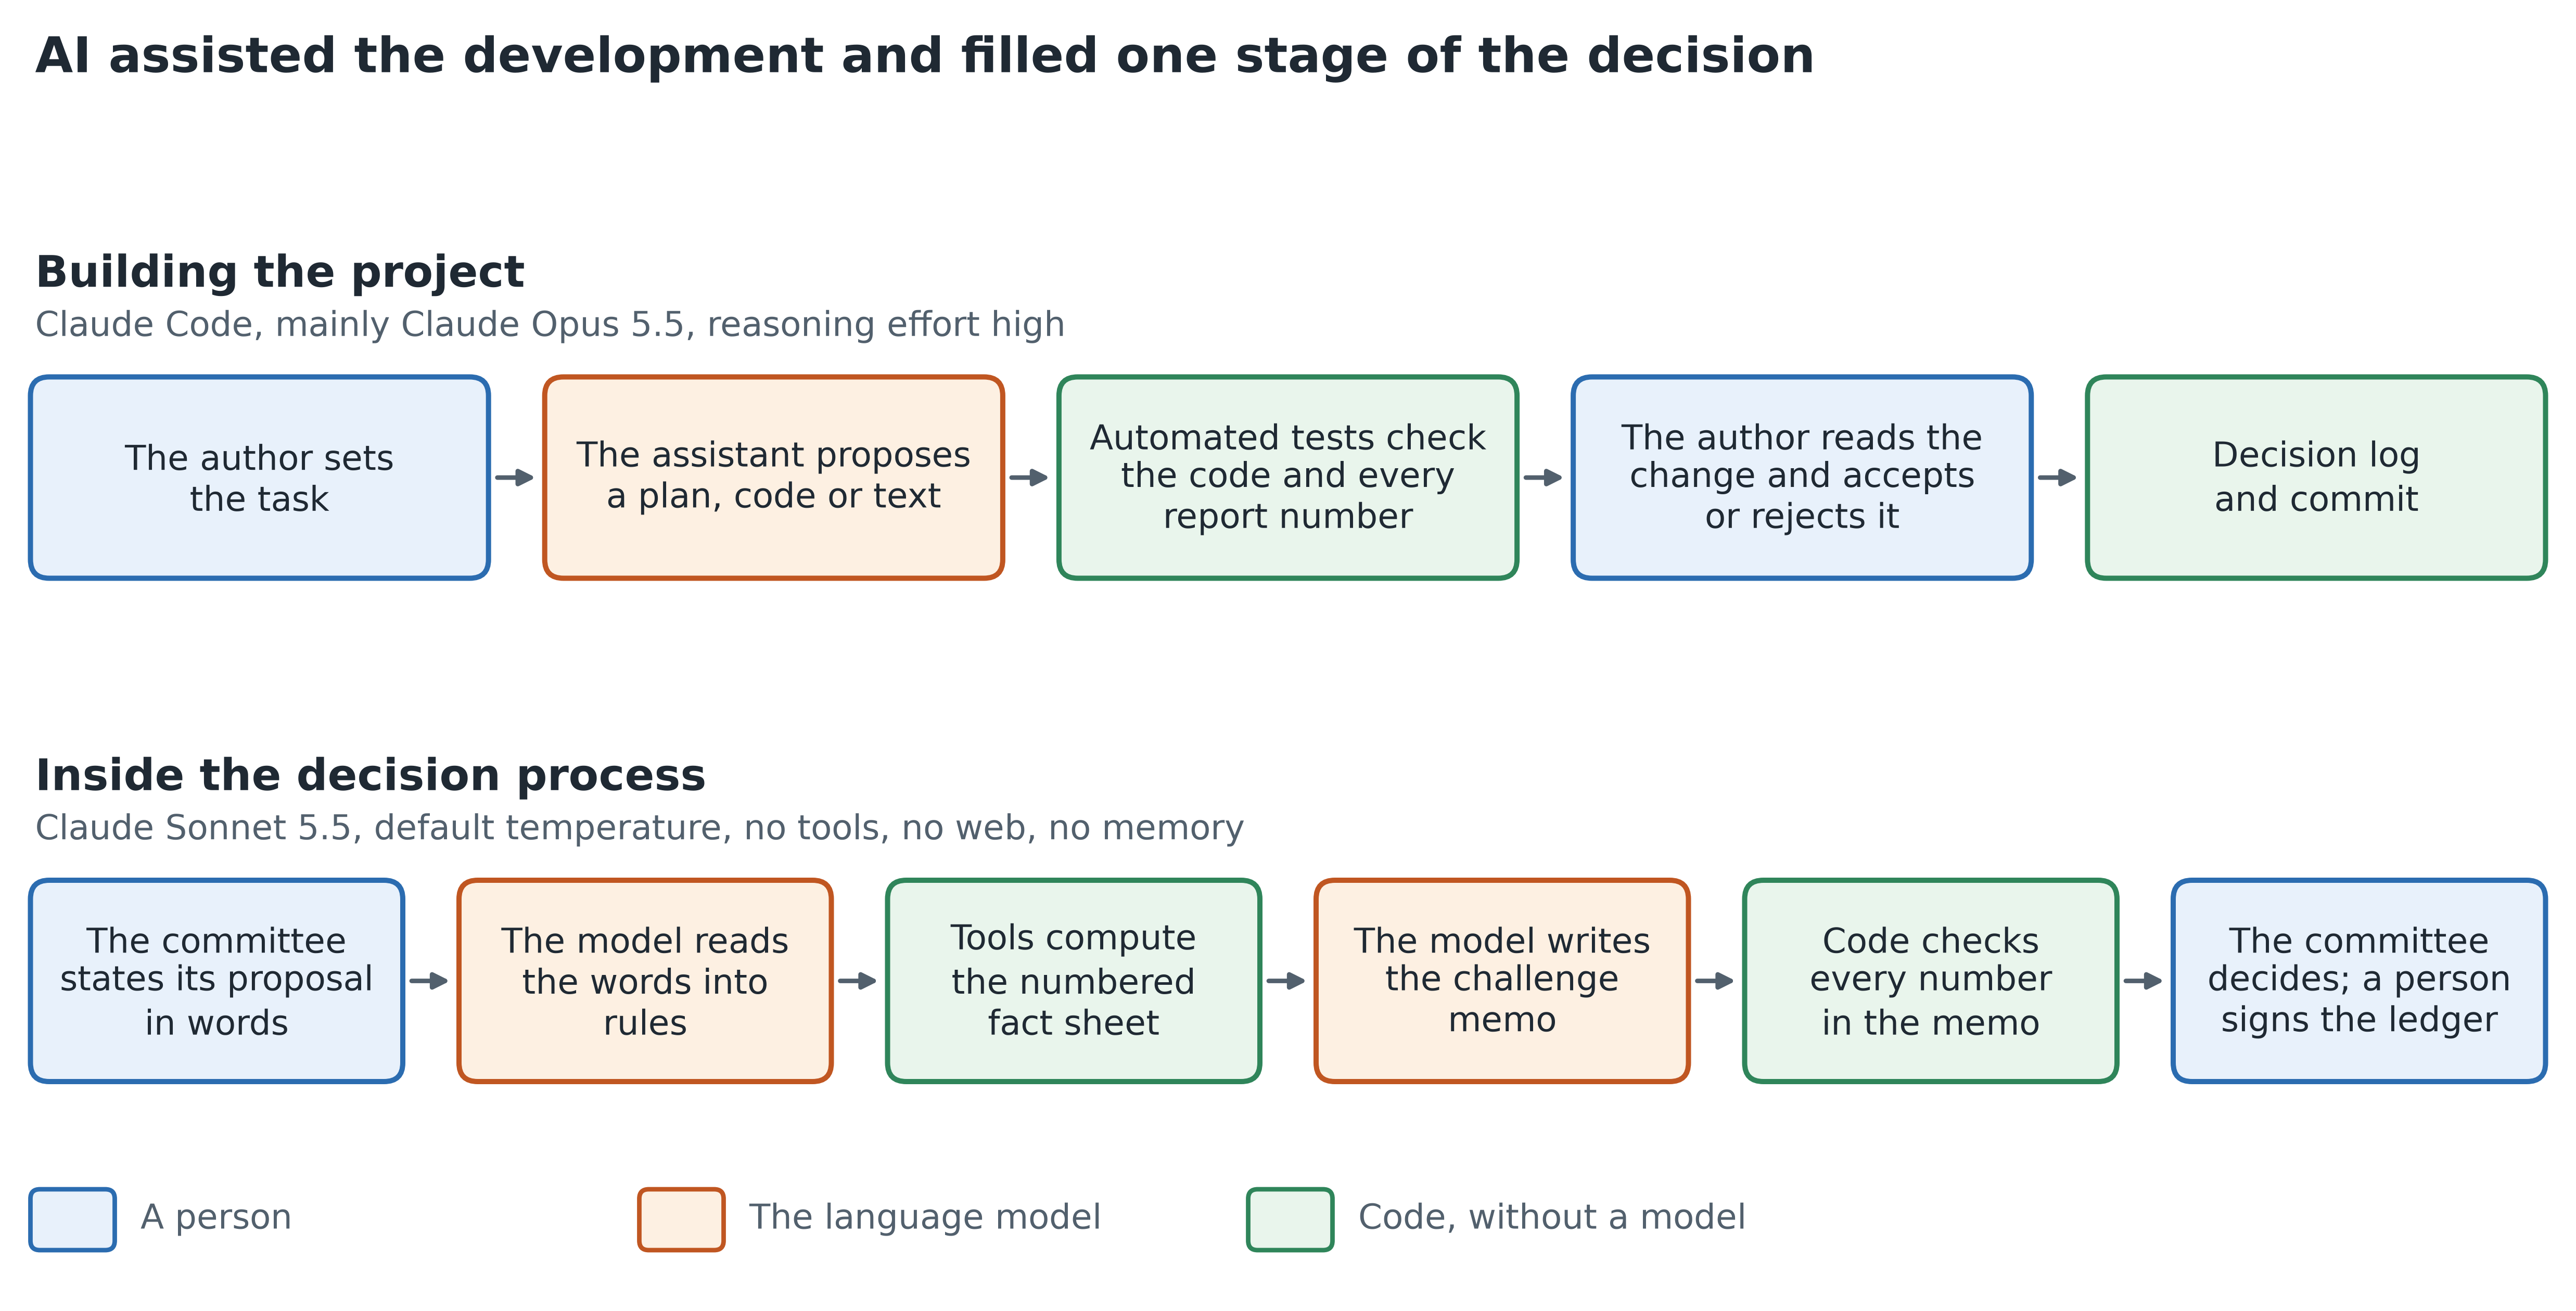 AI assisted the development and filled one stage of the decision
Building the project
Claude Code, mainly Claude Opus 5.5, reasoning effort high
The author sets
the task
The assistant proposes
a plan, code or text
Automated tests check
the code and every
report number
The author reads the
change and accepts
or rejects it
Decision log
and commit
Inside the decision process
Claude Sonnet 5.5, default temperature, no tools, no web, no memory
The committee
states its proposal
in words
The model reads
the words into
rules
Tools compute
the numbered
fact sheet
The model writes
the challenge
memo
Code checks
every number
in the memo
The committee
decides; a person
signs the ledger
A person
The language model
Code, without a model